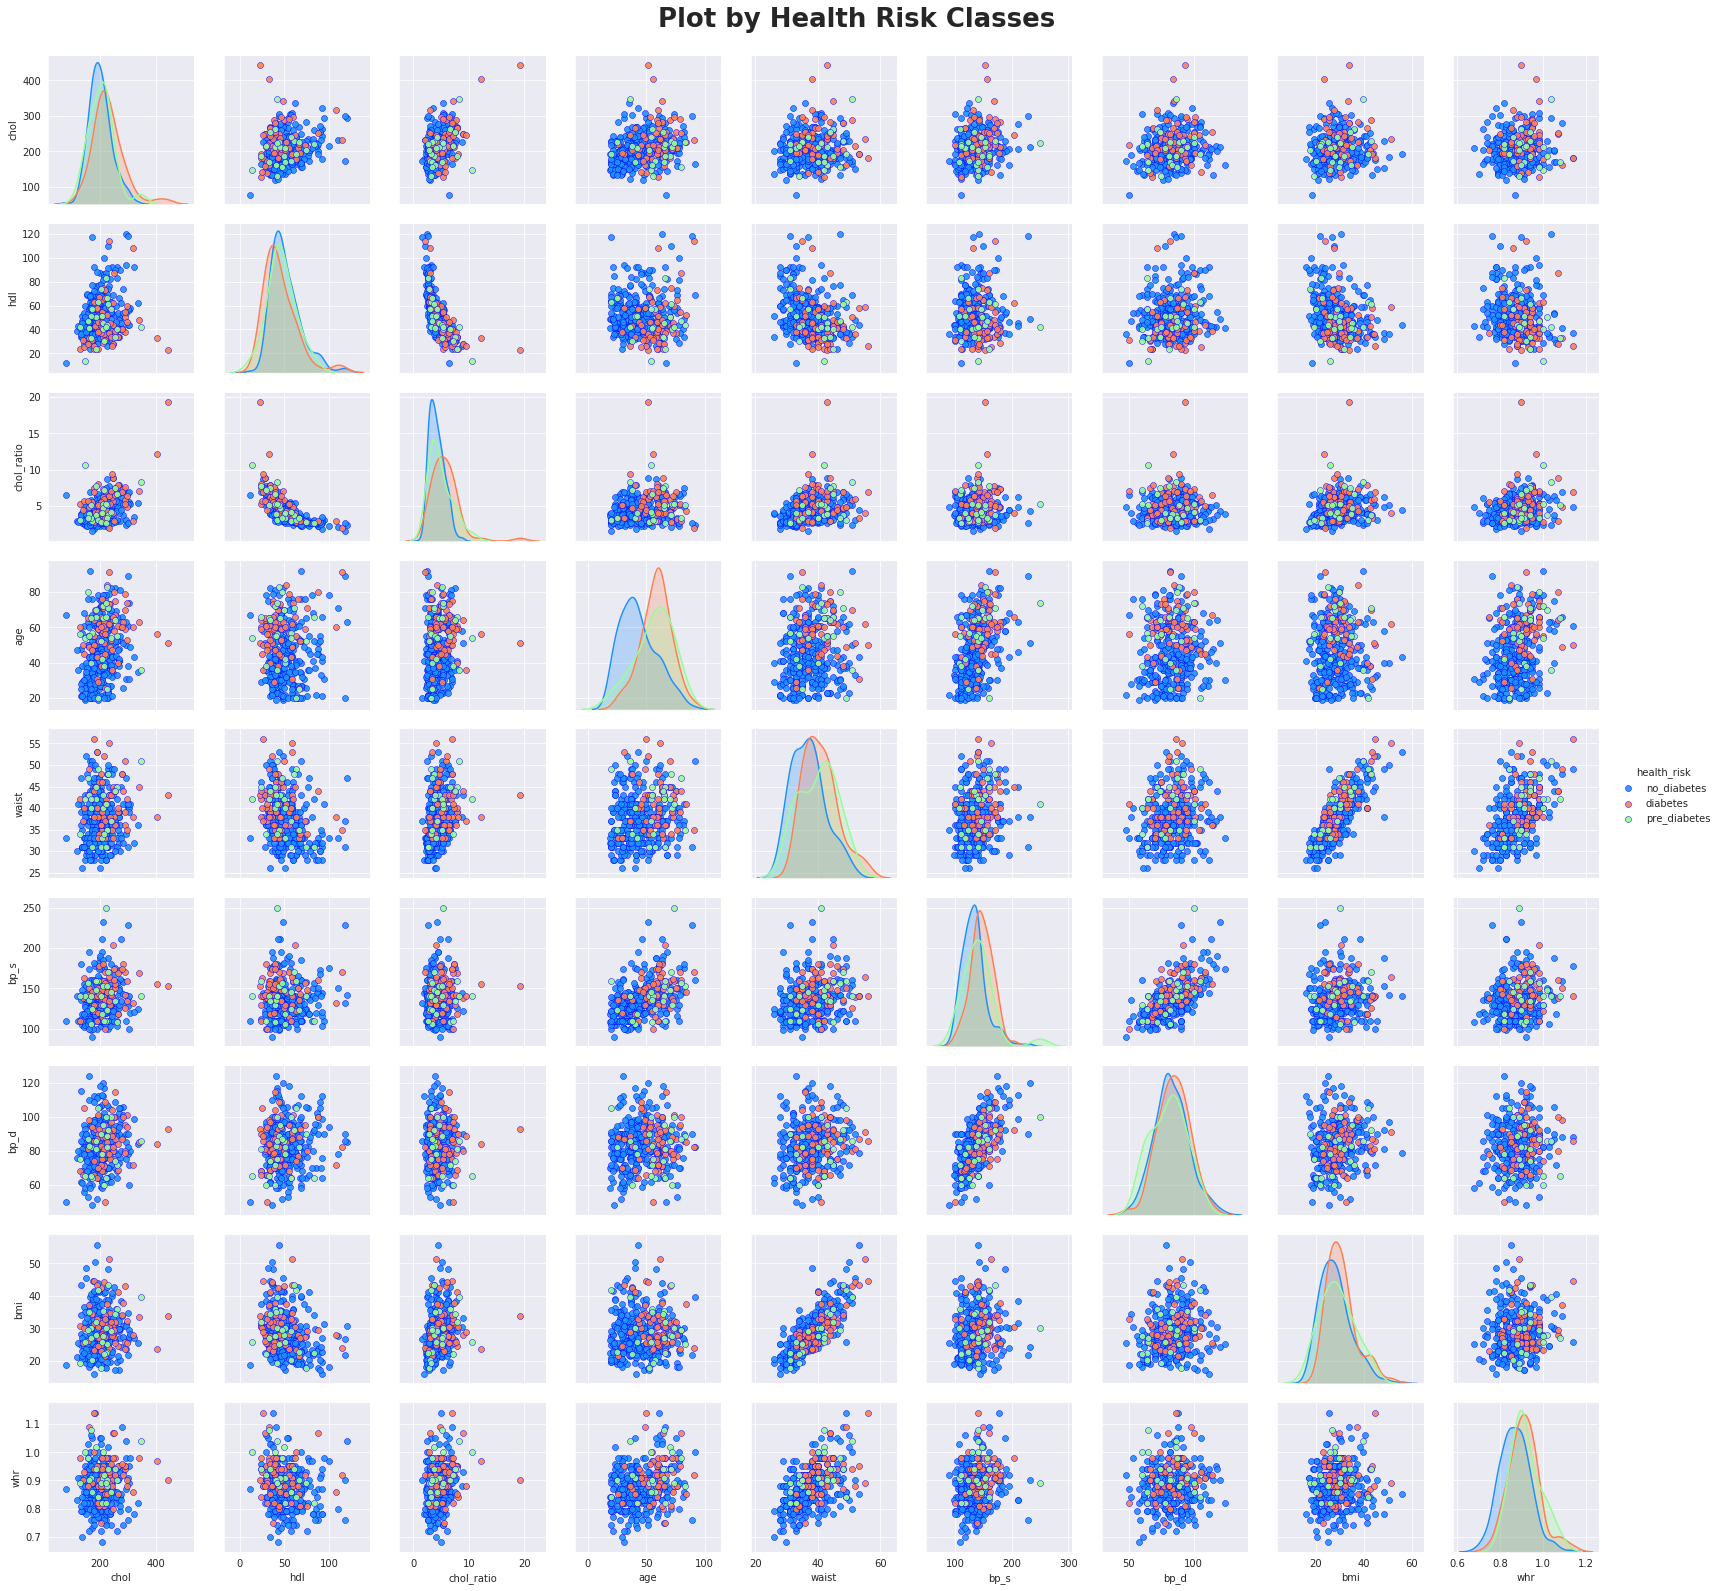 Plot by Health Risk Classes
400
300
200
100
chol
120
100
80
60
40
20
hdl
20
15
10
5
chol_ratio
80
60
40
20
age
55
50
45
40
35
30
25
waist
health_risk
no_diabetes
diabetes
pre_diabetes
250
200
150
100
bp_s
120
100
80
60
bp_d
50
40
30
20
bmi
1.1
1.0
0.9
0.8
0.7
whr
200 400
0 50 100
0 10 20
0 50 100
20 40 60
100 200 300
50 100
20 40 60
0.6 0.8 1.0 1.2
chol hdl chol_ratio age waist bp_s bp_d bmi whr